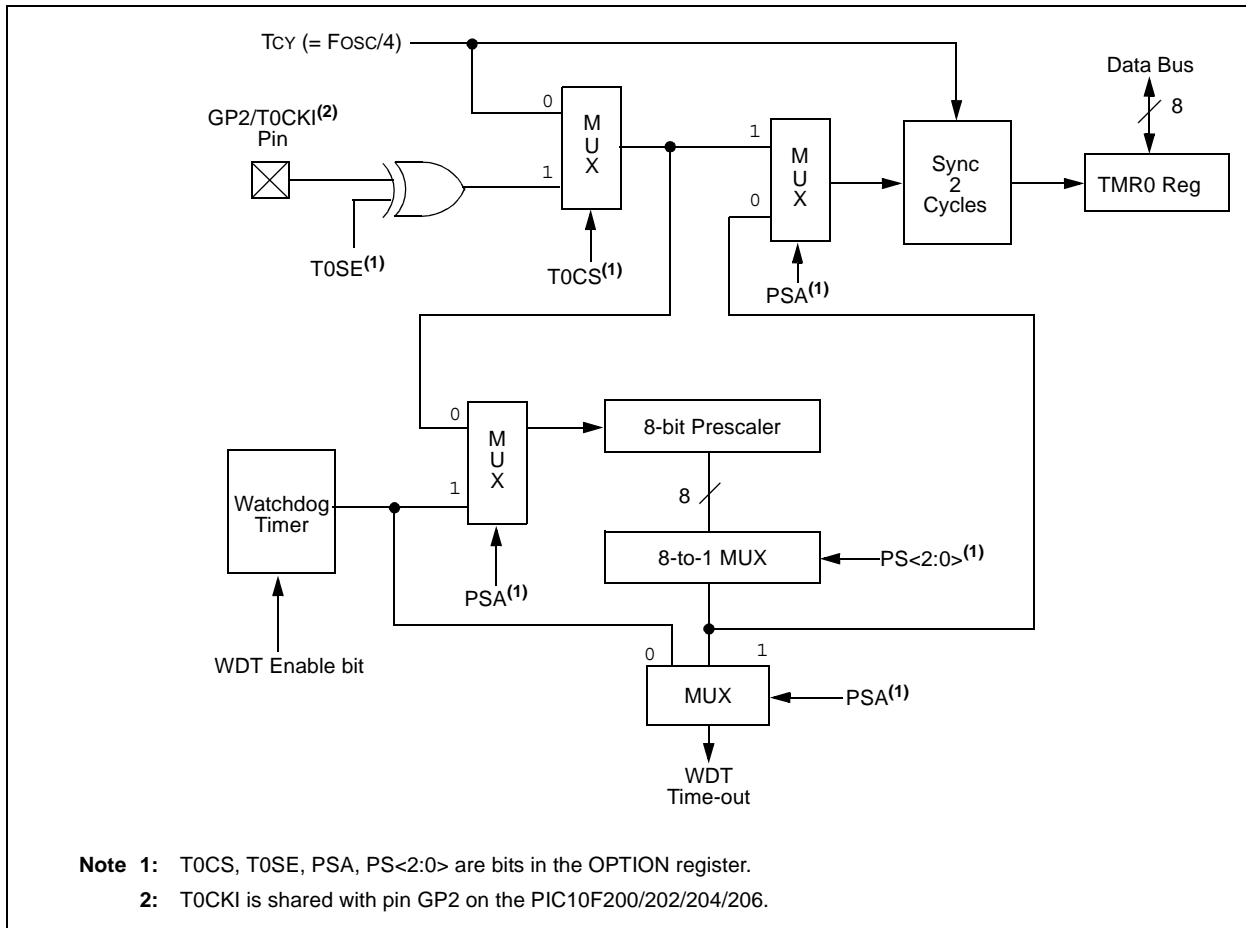 TCY (= FOSC/4)
Data Bus
8
GP2/T0CKI(2)
Pin
0
1
MUX
T0SE(1)
T0CS(1)
1
0
MUX
PSA(1)
Sync
2
Cycles
TMR0 Reg
0
1
MUX
PSA(1)
8-bit Prescaler
8
Watchdog
Timer
8-to-1 MUX
PS<2:0>(1)
WDT Enable bit
0
1
MUX
PSA(1)
WDT
Time-out
Note 1: T0CS, T0SE, PSA, PS<2:0> are bits in the OPTION register.
2: T0CKI is shared with pin GP2 on the PIC10F200/202/204/206.